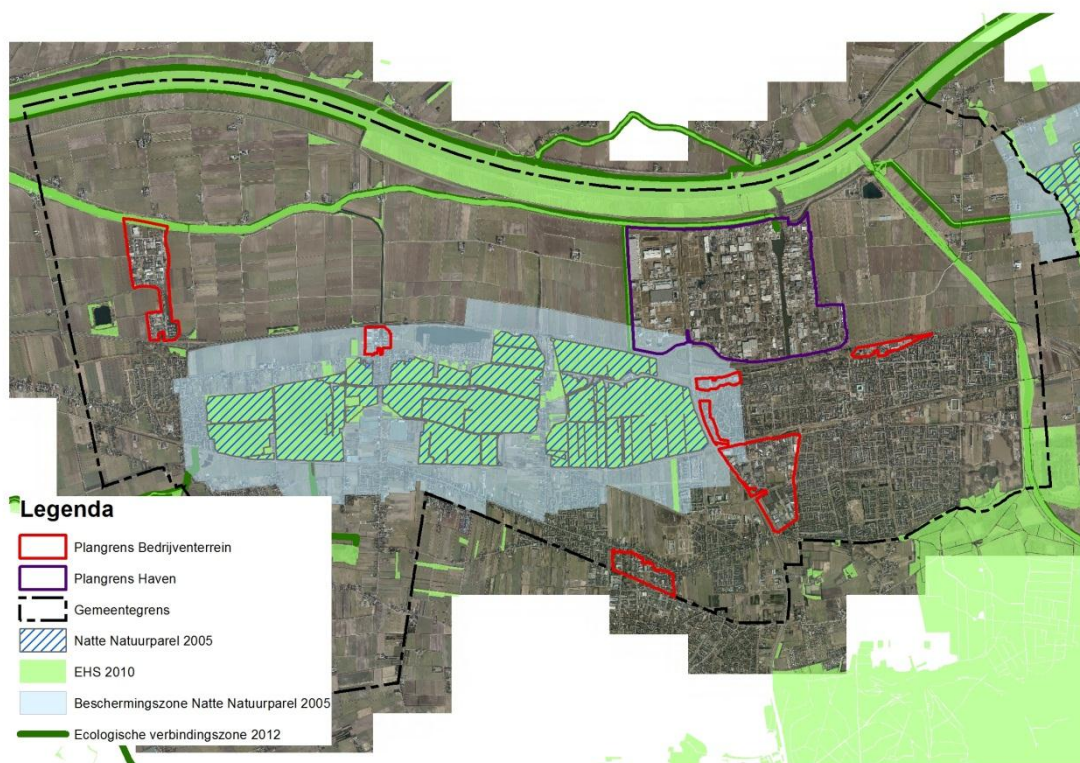 Legenda
Plangrens Bedrijventerrein
Plangrens Haven
Gemeentegrens
Natte Natuurparel 2005
EHS 2010
Beschermingszone Natte Natuurparel 2005
Ecologische verbindingszone 2012